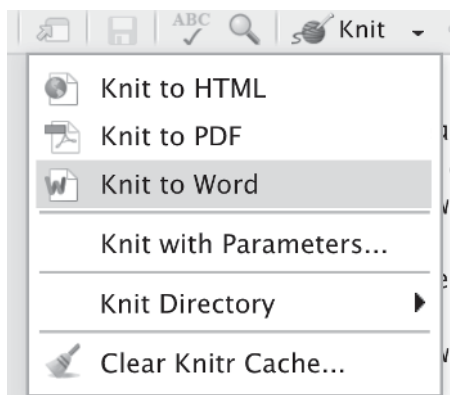 ABC Knit
Knit to HTML
Knit to PDF
Knit to Word
Knit with Parameters...
Knit Directory
Clear Knitr Cache...